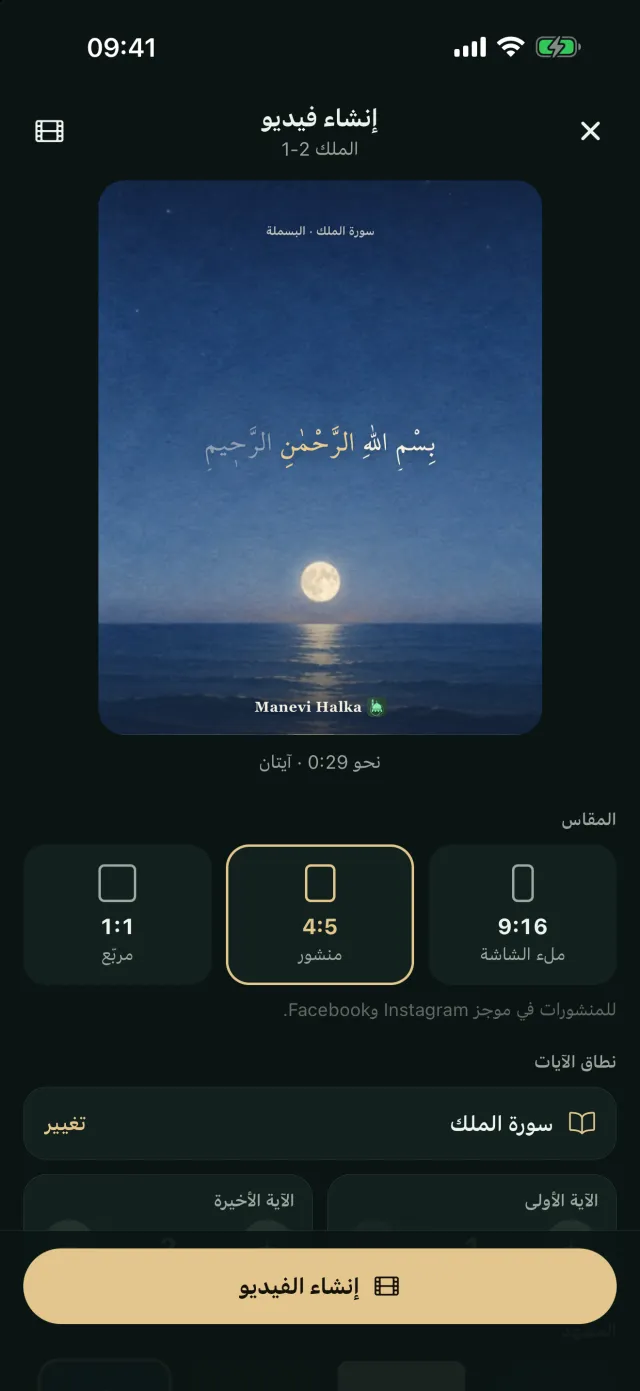 09:41
إنشاء فيديو
الملك 2-1
سورة الملك · البسملة
بِسْمِ اللّٰهِ الرَّحْمٰنِ الرَّحِيمِ
Manevi Halka
نحو 0:29 · آيتان
المقاس
9:16
ملء الشاشة
4:5
منشور
1:1
مربّع
للمنشورات في موجز Instagram وFacebook.
نطاق الآيات
سورة الملك
تغيير
الآية الأولى
الآية الأخيرة
إنشاء الفيديو